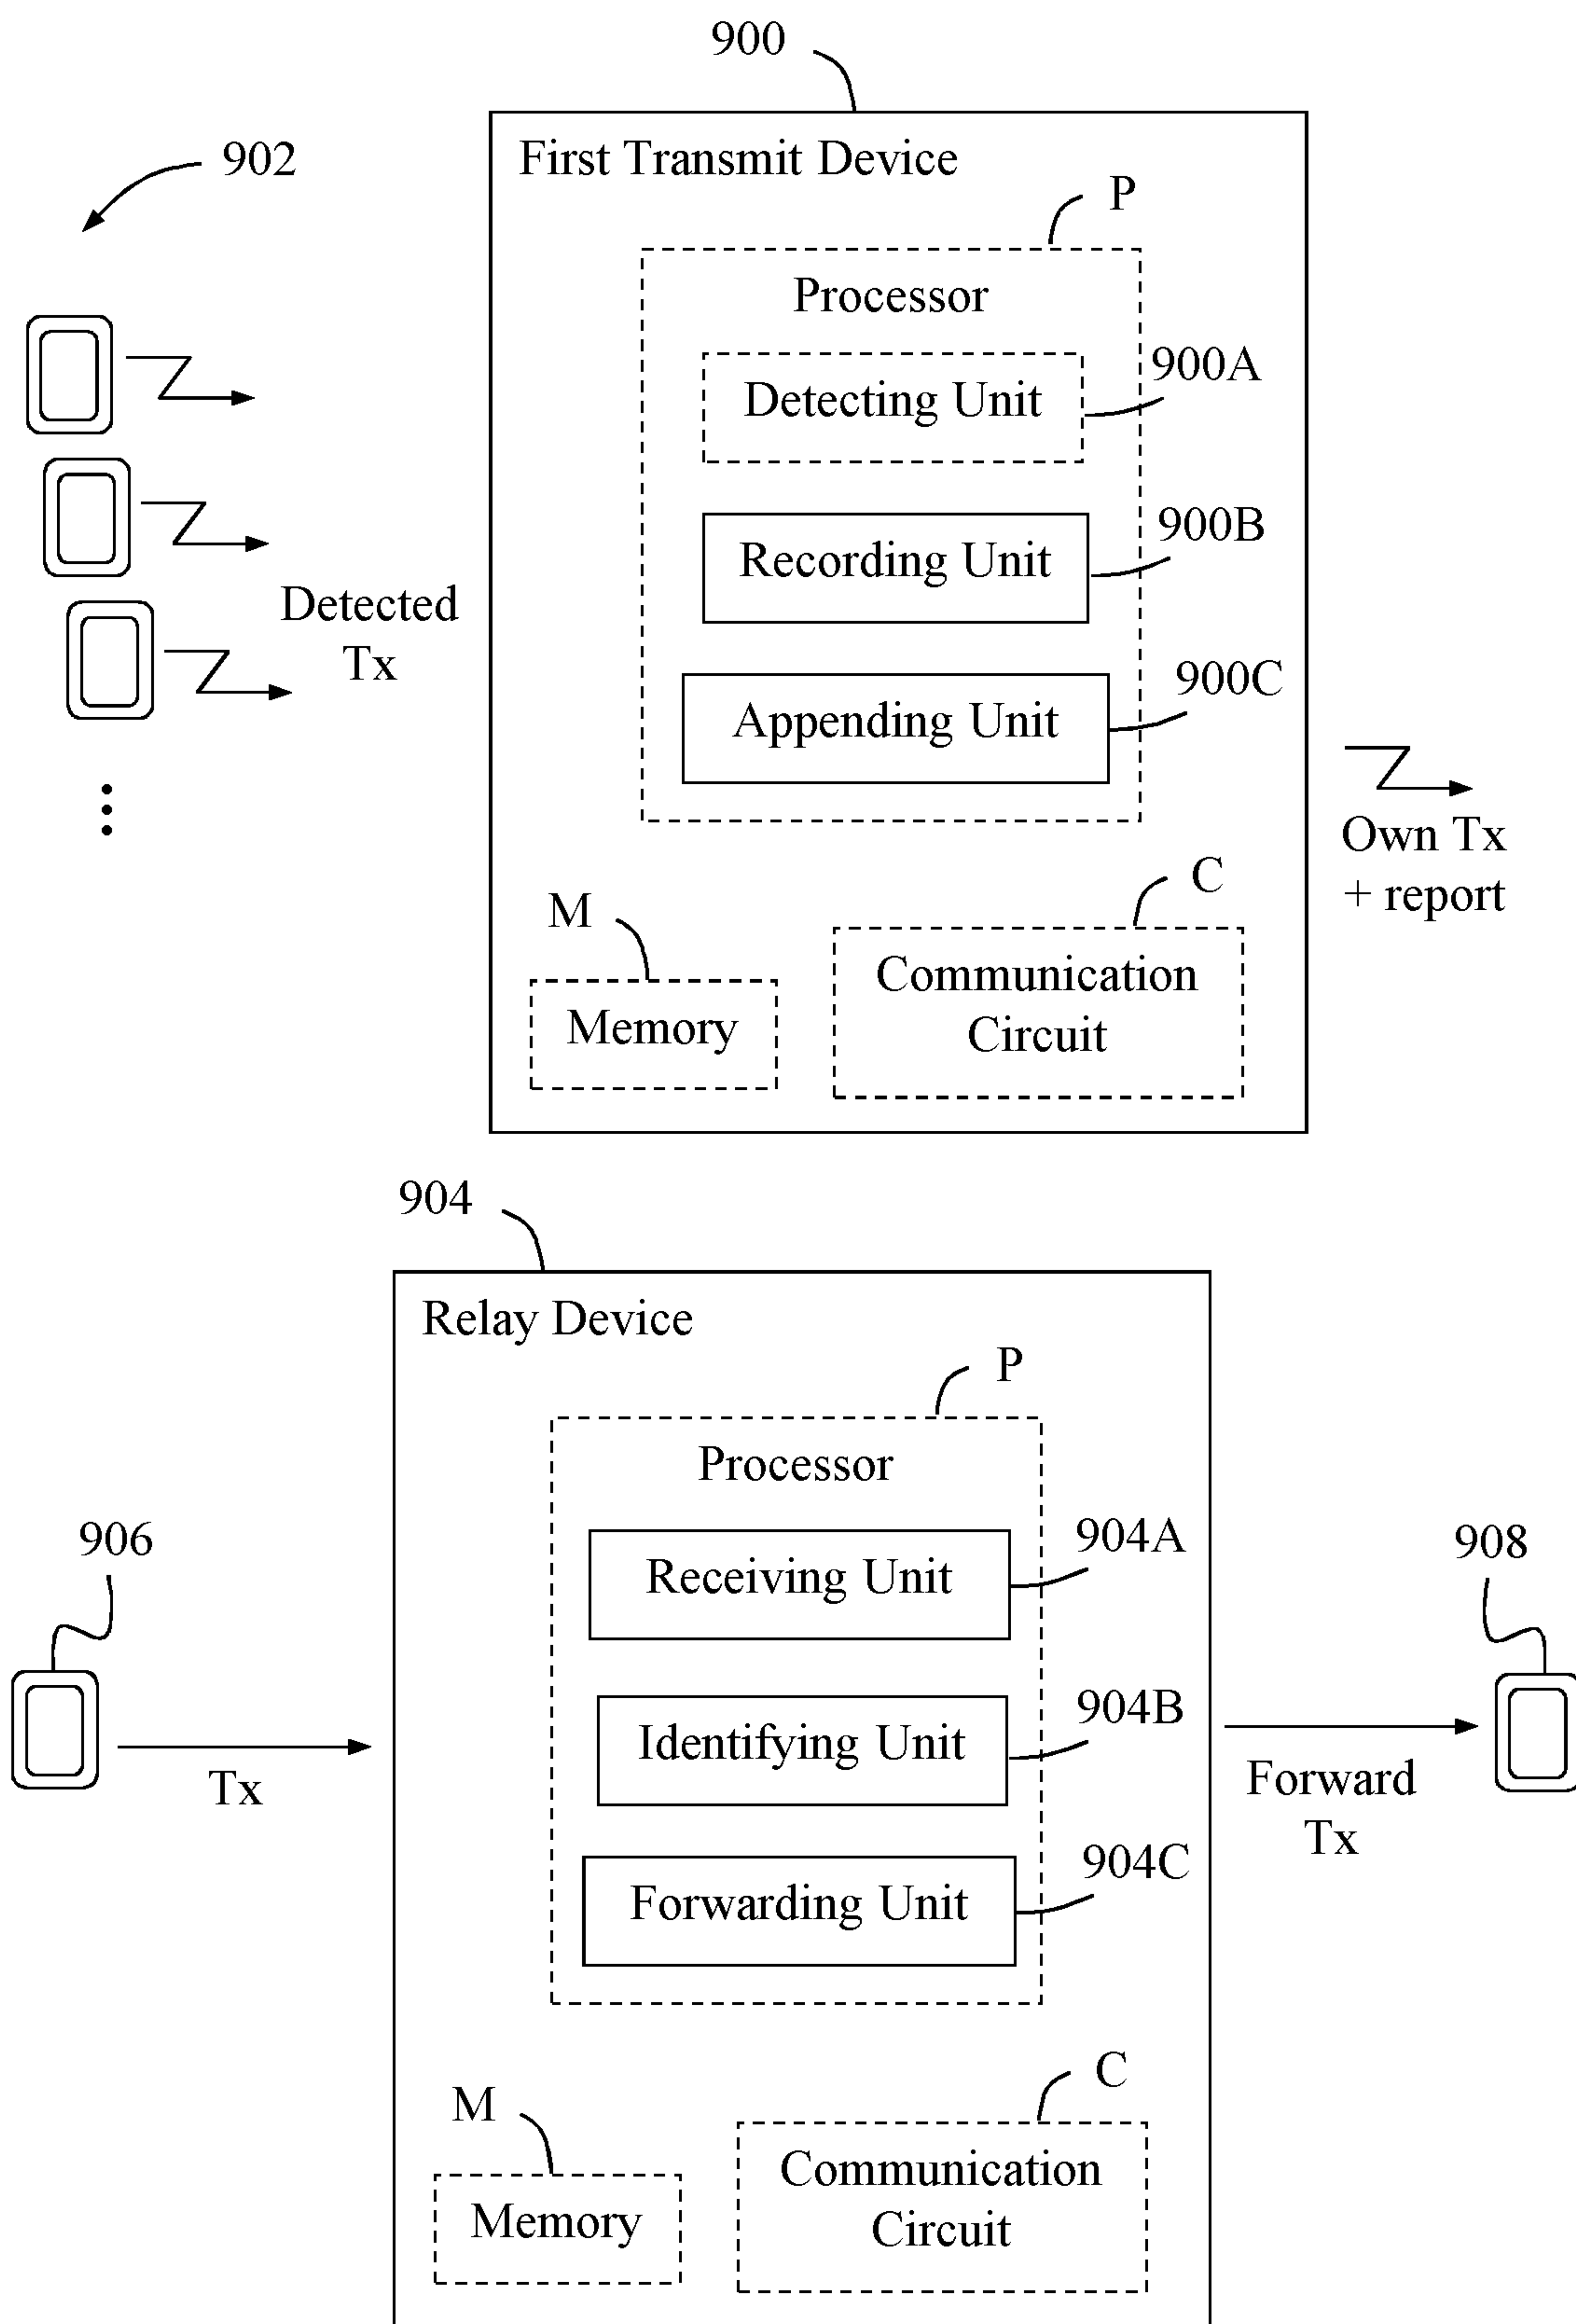 900
902
First Transmit Device
P
Processor
900A
Detecting Unit
900B
Recording Unit
Detected
Tx
900C
Appending Unit
Own Tx
+ report
C
M
Communication
Circuit
Memory
904
Relay Device
P
Processor
906
904A
908
Receiving Unit
904B
Identifying Unit
Tx
Forward
Tx
904C
Forwarding Unit
C
M
Communication
Circuit
Memory